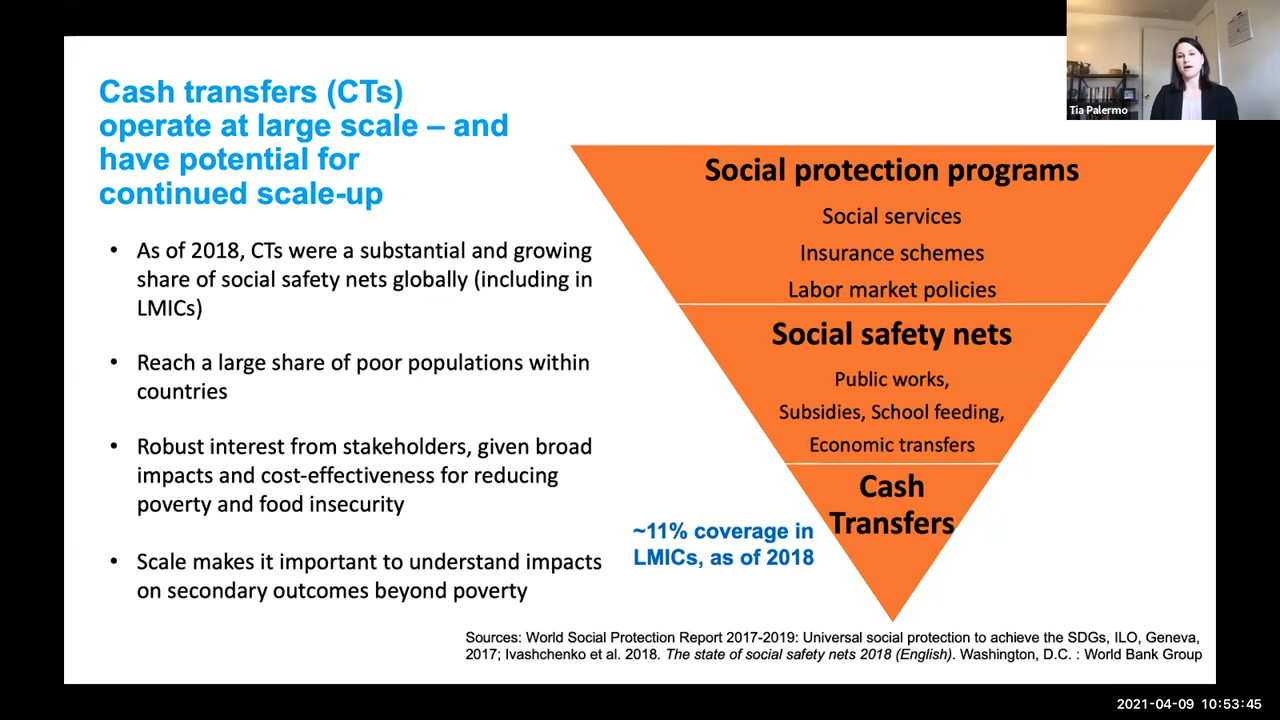 Cash transfers (CTs)
operate at large scale – and
have potential for
continued scale-up
• As of 2018, CTs were a substantial and growing
share of social safety nets globally (including in
LMICs)
• Reach a large share of poor populations within
countries
• Robust interest from stakeholders, given broad
impacts and cost-effectiveness for reducing
poverty and food insecurity
• Scale makes it important to understand impacts
on secondary outcomes beyond poverty
Social protection programs
Social services
Insurance schemes
Labor market policies
Social safety nets
Public works,
Subsidies, School feeding,
Economic transfers
Cash
Transfers
~11% coverage in
LMICs, as of 2018
Sources: World Social Protection Report 2017-2019: Universal social protection to achieve the SDGs, ILO, Geneva,
2017; Ivashchenko et al. 2018. The state of social safety nets 2018 (English). Washington, D.C. : World Bank Group
Tia Palermo
2021-04-09 10:53:45